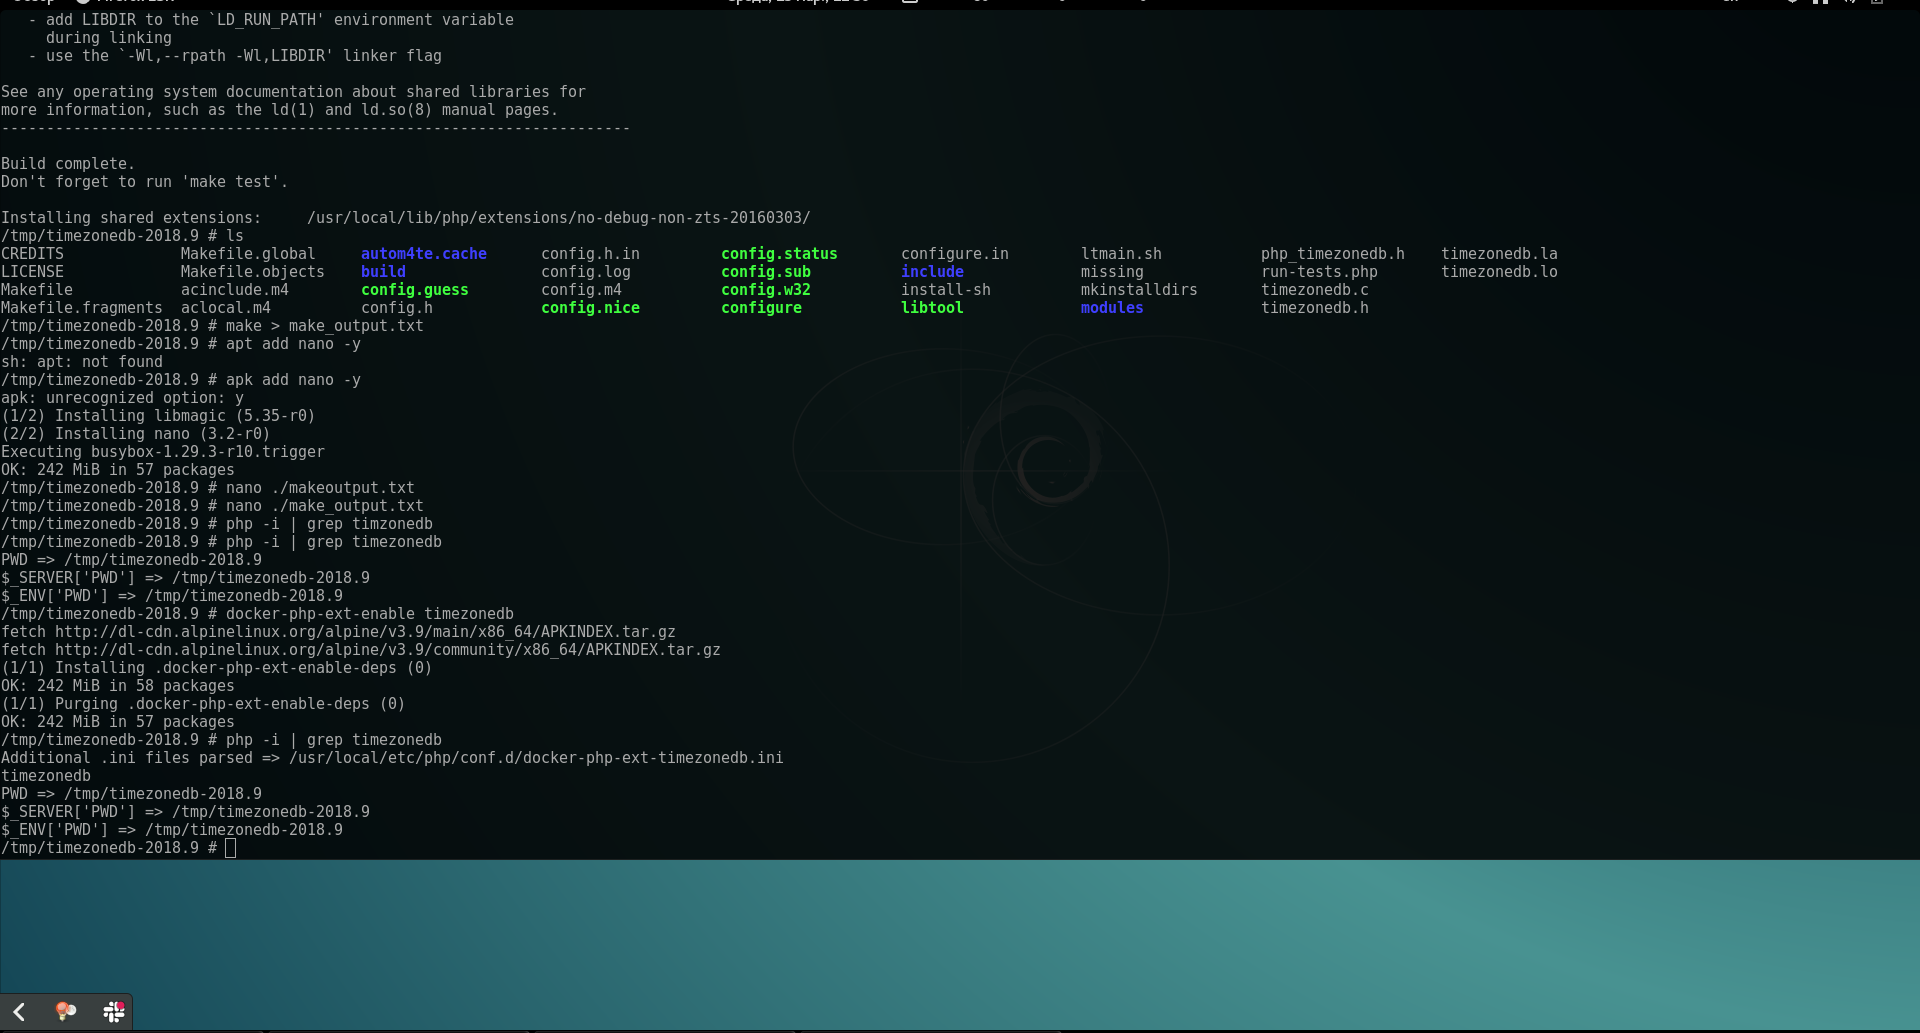 - add LIBDIR to the `LD_RUN_PATH' environment variable
during linking
- use the `-Wl,--rpath -Wl,LIBDIR' linker flag
See any operating system documentation about shared libraries for
more information, such as the ld(1) and ld.so(8) manual pages.
----------------------------------------------------------------------
Build complete.
Don't forget to run 'make test'.
Installing shared extensions:     /usr/local/lib/php/extensions/no-debug-non-zts-20160303/
/tmp/timezonedb-2018.9 # ls
CREDITS Makefile.global autom4te.cache config.h.in config.status configure.in ltmain.sh php_timezonedb.h timezonedb.la
LICENSE Makefile.objects build config.log config.sub include missing run-tests.php timezonedb.lo
Makefile acinclude.m4 config.guess config.m4 config.w32 install-sh mkinstalldirs timezonedb.c
Makefile.fragments aclocal.m4 config.h config.nice configure libtool modules timezonedb.h
/tmp/timezonedb-2018.9 # make > make_output.txt
/tmp/timezonedb-2018.9 # apt add nano -y
sh: apt: not found
/tmp/timezonedb-2018.9 # apk add nano -y
apk: unrecognized option: y
(1/2) Installing libmagic (5.35-r0)
(2/2) Installing nano (3.2-r0)
Executing busybox-1.29.3-r10.trigger
OK: 242 MiB in 57 packages
/tmp/timezonedb-2018.9 # nano ./makeoutput.txt
/tmp/timezonedb-2018.9 # nano ./make_output.txt
/tmp/timezonedb-2018.9 # php -i | grep timzonedb
/tmp/timezonedb-2018.9 # php -i | grep timezonedb
PWD => /tmp/timezonedb-2018.9
$_SERVER['PWD'] => /tmp/timezonedb-2018.9
$_ENV['PWD'] => /tmp/timezonedb-2018.9
/tmp/timezonedb-2018.9 # docker-php-ext-enable timezonedb
fetch http://dl-cdn.alpinelinux.org/alpine/v3.9/main/x86_64/APKINDEX.tar.gz
fetch http://dl-cdn.alpinelinux.org/alpine/v3.9/community/x86_64/APKINDEX.tar.gz
(1/1) Installing .docker-php-ext-enable-deps (0)
OK: 242 MiB in 58 packages
(1/1) Purging .docker-php-ext-enable-deps (0)
OK: 242 MiB in 57 packages
/tmp/timezonedb-2018.9 # php -i | grep timezonedb
Additional .ini files parsed => /usr/local/etc/php/conf.d/docker-php-ext-timezonedb.ini
timezonedb
PWD => /tmp/timezonedb-2018.9
$_SERVER['PWD'] => /tmp/timezonedb-2018.9
$_ENV['PWD'] => /tmp/timezonedb-2018.9
/tmp/timezonedb-2018.9 #